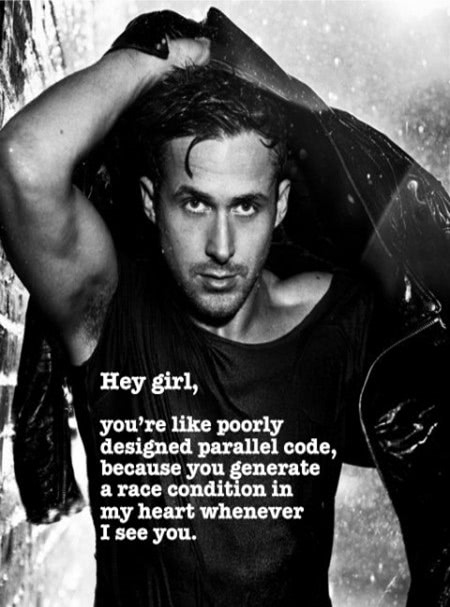 Hey girl,
you're like poorly
designed parallel code,
because you generate
a race condition in
my heart whenever
I see you.